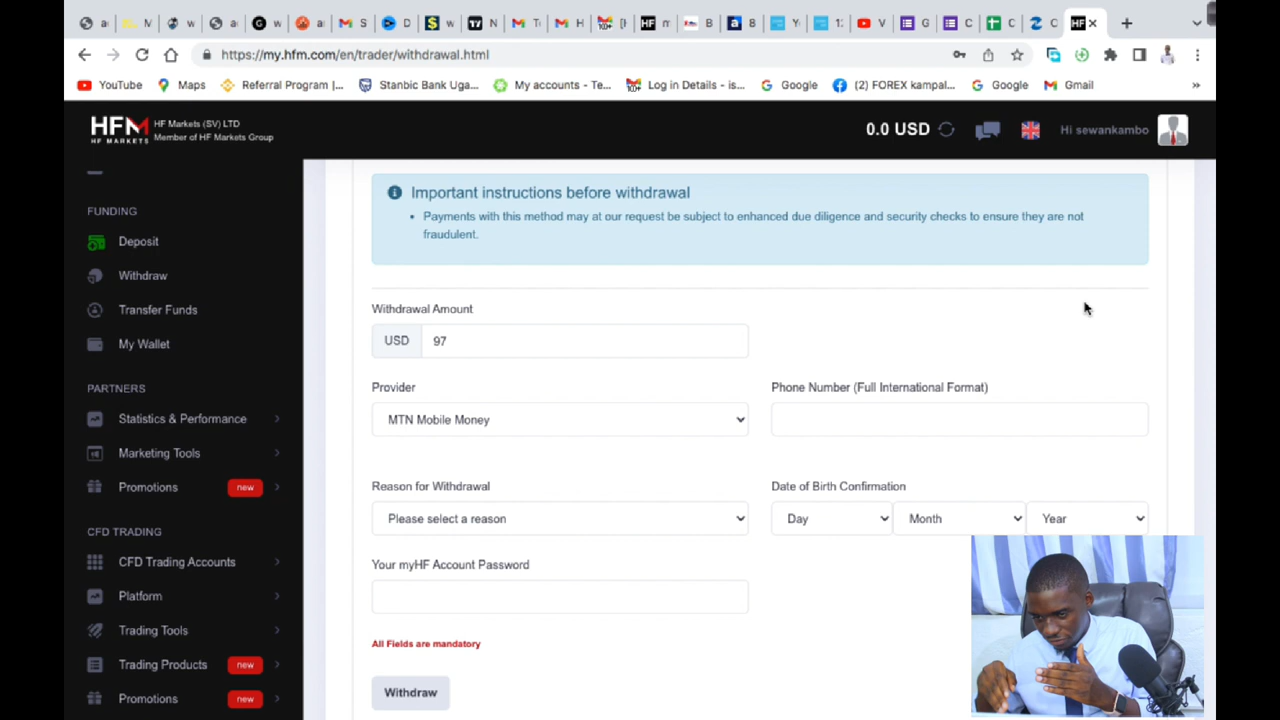 a
M
w
a
G w
a
M S
D
$ w
N
M T
M H
[
HF n
B
a 8
Y
1
V
G
C
C
C
HF
https://my.hfm.com/en/trader/withdrawal.html
YouTube
Maps
Referral Program |...
Stanbic Bank Uga...
My accounts - Te...
Log in Details - is...
Google
(2) FOREX kampal...
Google
Gmail
»
HFM
HF MARKETS
HF Markets (SV) LTD
Member of HF Markets Group
0.0 USD
Hi sewankambo
FUNDING
Deposit
Withdraw
Transfer Funds
My Wallet
PARTNERS
Statistics & Performance
Marketing Tools
Promotions new
CFD TRADING
CFD Trading Accounts
Platform
Trading Tools
Trading Products new
Promotions new
Important instructions before withdrawal
• Payments with this method may at our request be subject to enhanced due diligence and security checks to ensure they are not
fraudulent.
Withdrawal Amount
USD 97
Provider
MTN Mobile Money
Phone Number (Full International Format)
Reason for Withdrawal
Please select a reason
Date of Birth Confirmation
Day Month Year
Your myHF Account Password
All Fields are mandatory
Withdraw